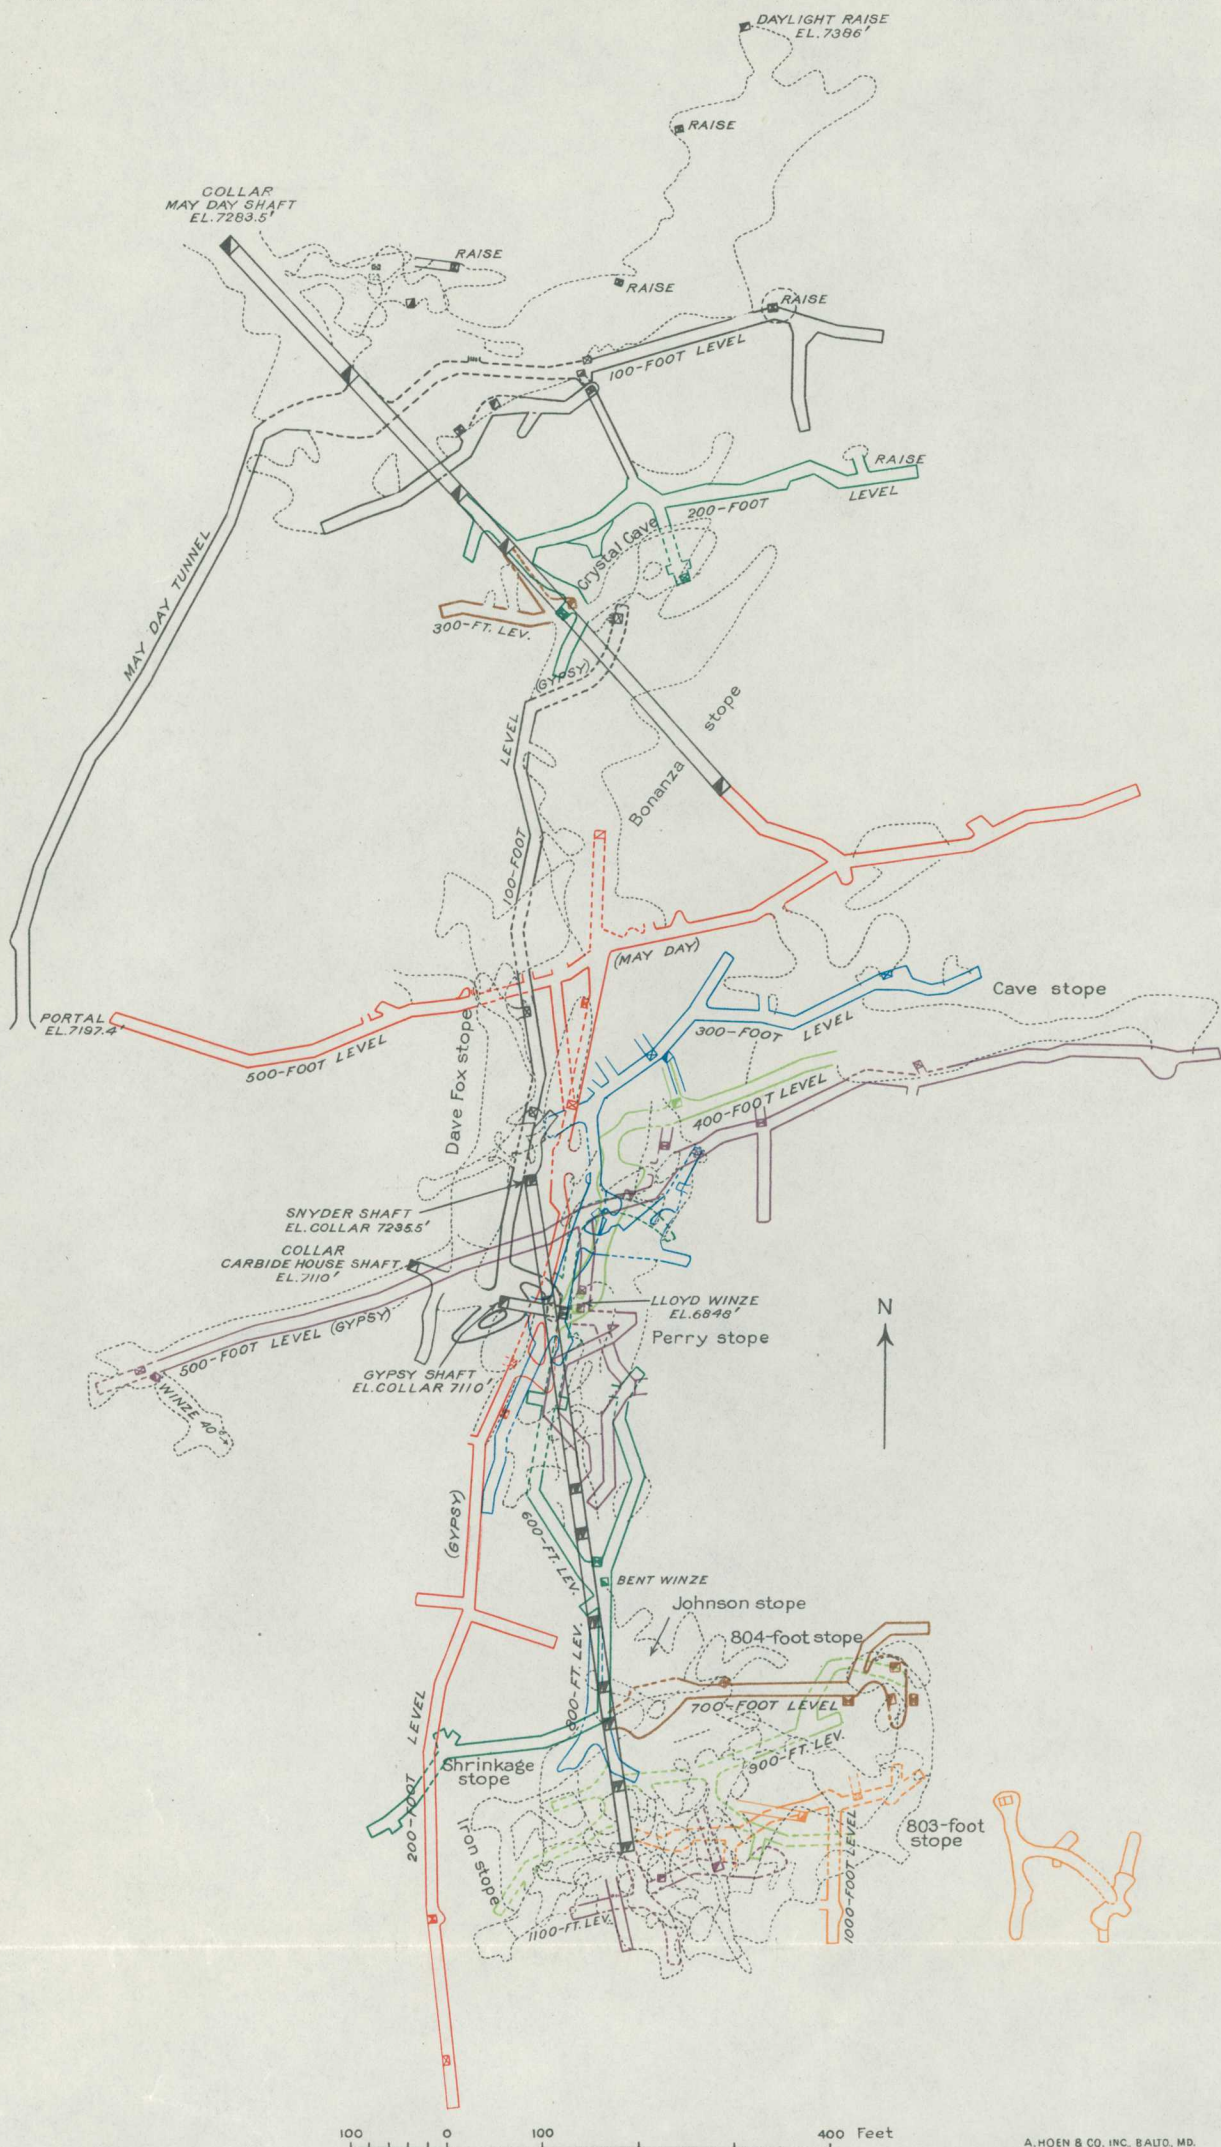 DAYLIGHT RAISE
EL.7386'
RAISE
COLLAR
MAY DAY SHAFT
EL.7283.5'
RAISE
RAISE
RAISE
100-FOOT LEVEL
RAISE
200-FOOT
LEVEL
MAY DAY TUNNEL
Crystal Cave
300-FT. LEV.
(GYPSY)
LEVEL
100-FOOT
Bonanza
stope
(MAY DAY)
PORTAL
EL.7197.4'
500-FOOT LEVEL
Cave stope
300-FOOT
LEVEL
Dave Fox stope
400-FOOT LEVEL
SNYDER SHAFT
EL.COLLAR 7235.5'
COLLAR
CARBIDE HOUSE SHAFT
EL.7110'
LLOYD WINZE
EL.6848'
Perry stope
N
500-FOOT LEVEL (GYPSY)
GYPSY SHAFT
EL.COLLAR 7110'
WINZE 40°
(GYPSY)
600-FT. LEV.
BENT WINZE
Johnson stope
804-foot stope
800-FT. LEV.
700-FOOT LEVEL
200-FOOT
LEVEL
900-FT. LEV.
Shrinkage
stope
Iron stope
803-foot
stope
1000-FOOT LEVEL
1100-FT. LEV.
100 0 100 400 Feet
A. HOEN & CO. INC. BALTO., MD.